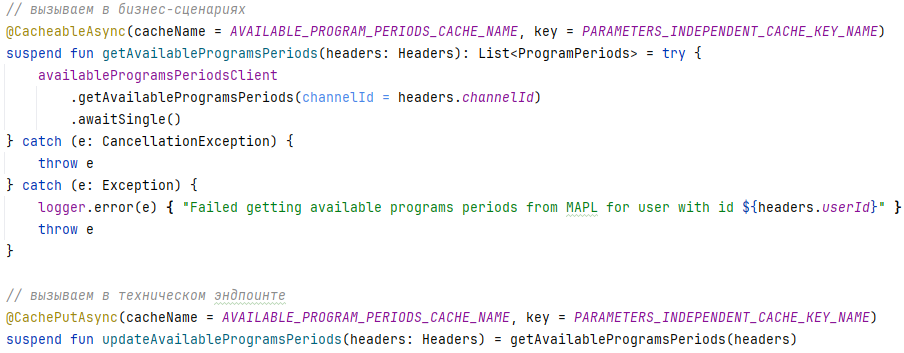 // вызываем в бизнес-сценариях
@CacheableAsync(cacheName = AVAILABLE_PROGRAM_PERIODS_CACHE_NAME, key = PARAMETERS_INDEPENDENT_CACHE_KEY_NAME)
suspend fun getAvailableProgramsPeriods(headers: Headers): List<ProgramPeriods> = try {
    availableProgramsPeriodsClient
        .getAvailableProgramsPeriods(channelId = headers.channelId)
        .awaitSingle()
} catch (e: CancellationException) {
    throw e
} catch (e: Exception) {
    logger.error(e) { "Failed getting available programs periods from MAPL for user with id ${headers.userId}" }
    throw e
}
// вызываем в техническом эндпоинте
@CachePutAsync(cacheName = AVAILABLE_PROGRAM_PERIODS_CACHE_NAME, key = PARAMETERS_INDEPENDENT_CACHE_KEY_NAME)
suspend fun updateAvailableProgramsPeriods(headers: Headers) = getAvailableProgramsPeriods(headers)